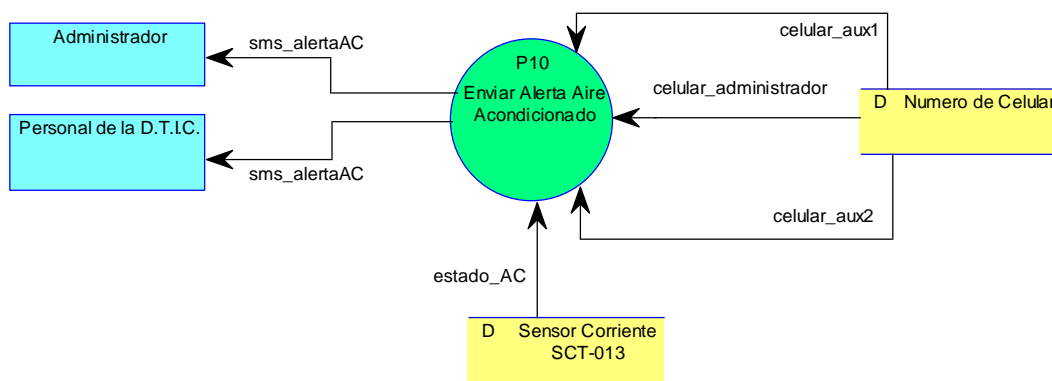 Administrador
sms_alertaAC
Personal de la D.T.I.C.
sms_alertaAC
P10
Enviar Alerta Aire
Acondicionado
celular_aux1
celular_administrador
D Numero de Celular
celular_aux2
estado_AC
D Sensor Corriente
SCT-013